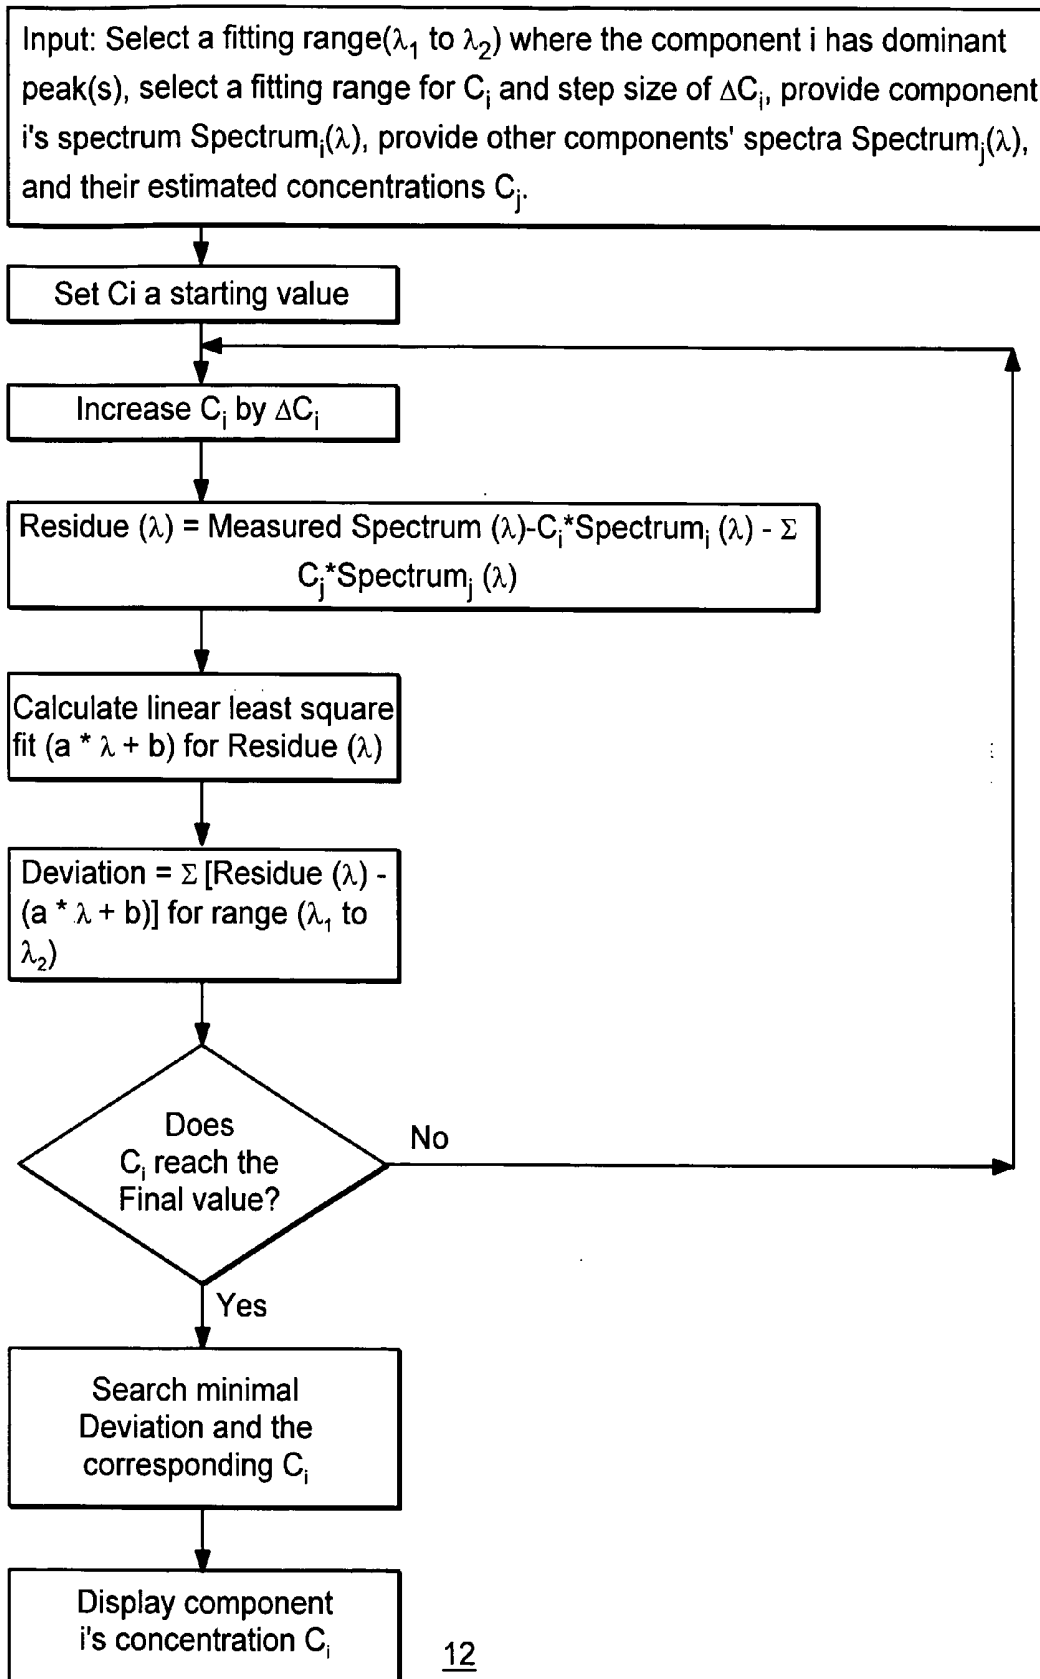 Input: Select a fitting range(λ₁ to λ₂) where the component i has dominant
peak(s), select a fitting range for Cᵢ and step size of ΔCᵢ, provide component
i's spectrum Spectrumᵢ(λ), provide other components' spectra Spectrumⱼ(λ),
and their estimated concentrations Cⱼ.
Set Ci a starting value
Increase Cᵢ by ΔCᵢ
Residue (λ) = Measured Spectrum (λ)-Cᵢ*Spectrumᵢ (λ) - Σ
Cⱼ*Spectrumⱼ (λ)
Calculate linear least square
fit (a * λ + b) for Residue (λ)
Deviation = Σ [Residue (λ) -
(a * λ + b)] for range (λ₁ to
λ₂)
Does
Cᵢ reach the
Final value?
No
Yes
Search minimal
Deviation and the
corresponding Cᵢ
Display component
i's concentration Cᵢ
12